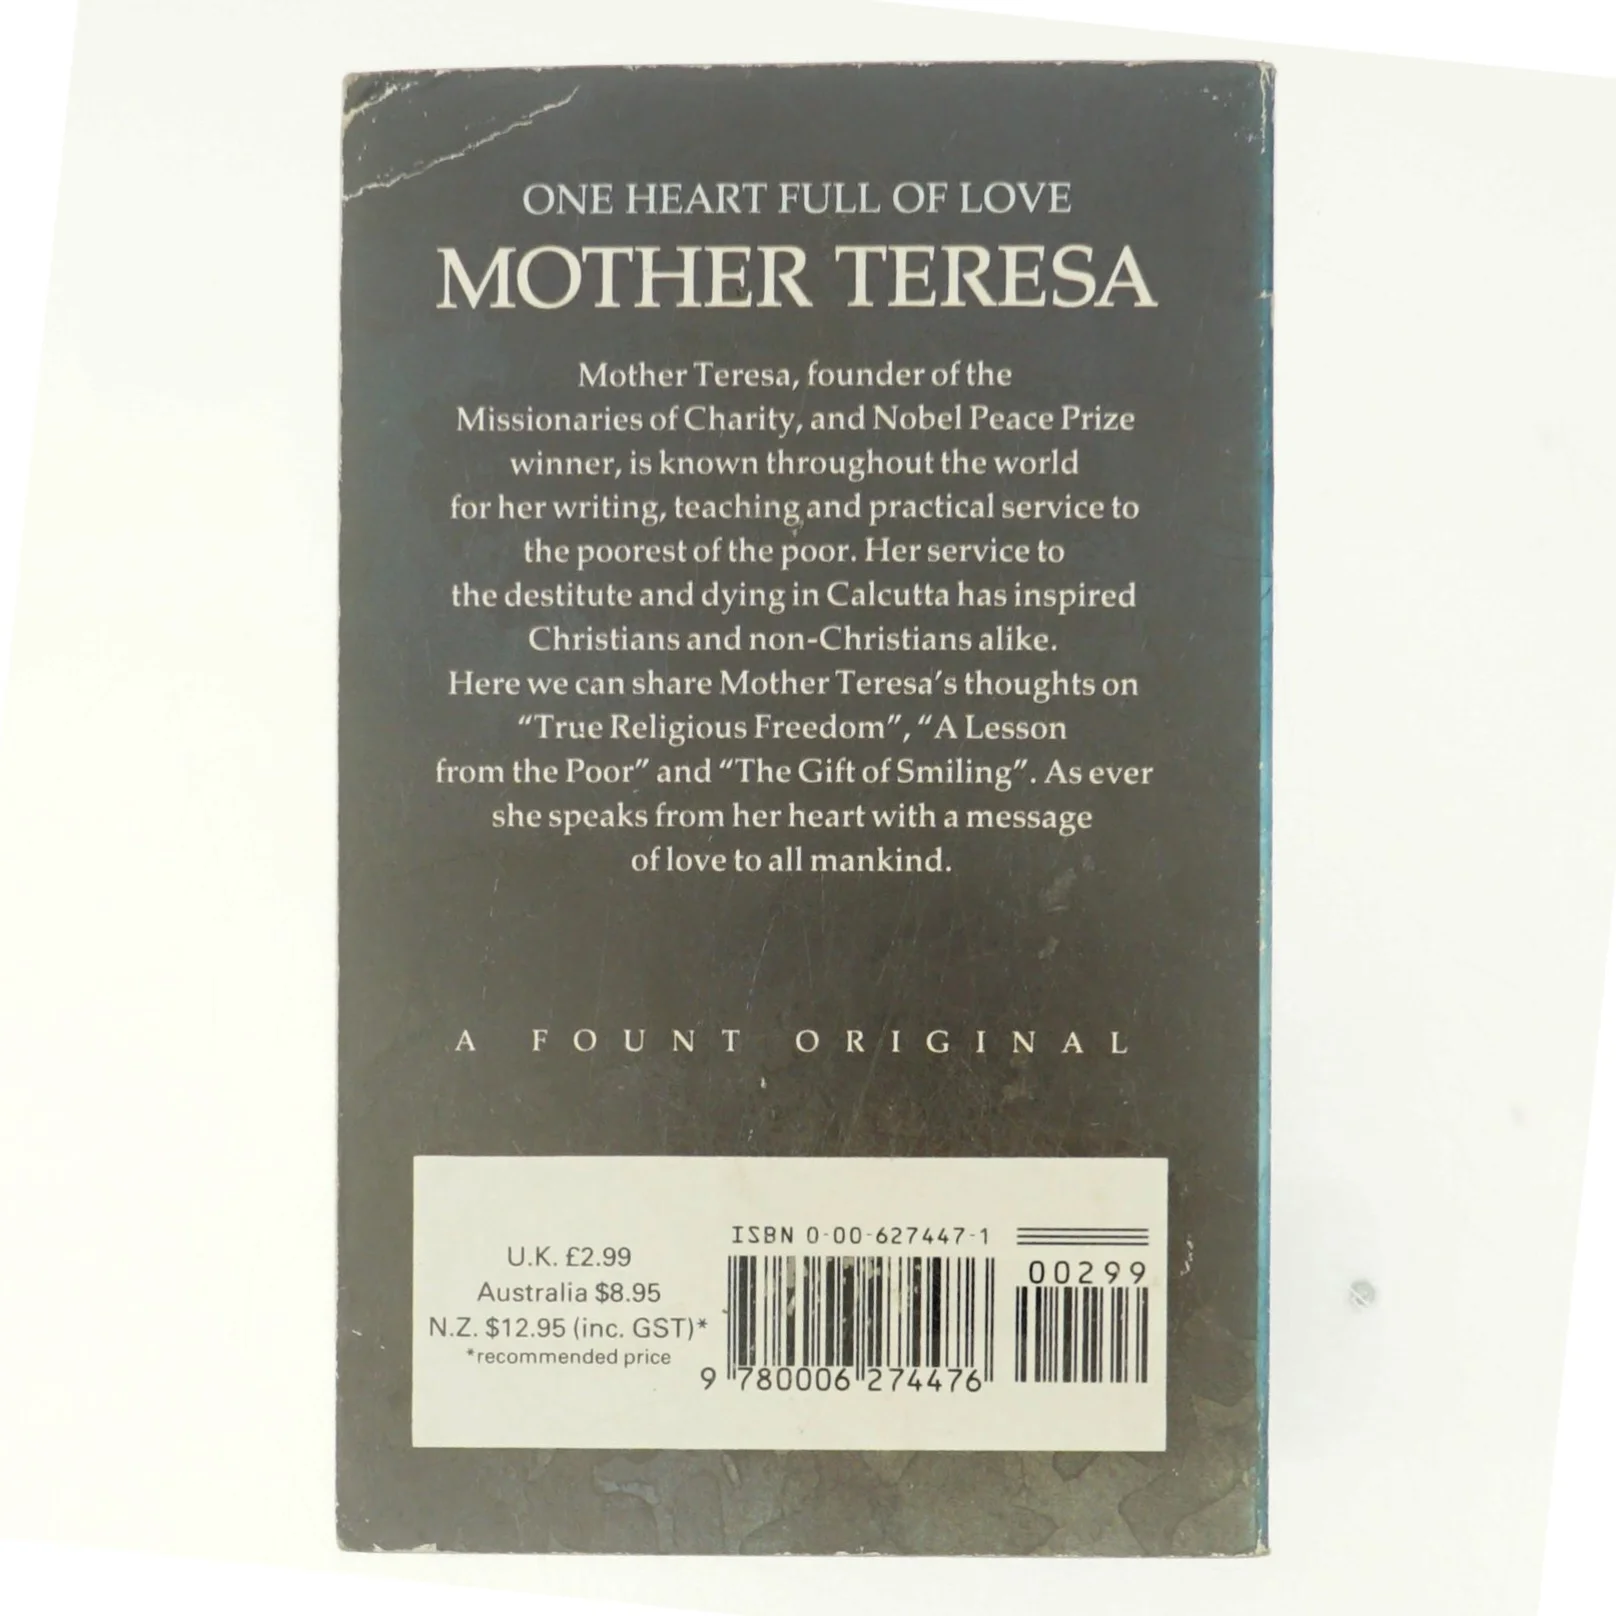 ONE HEART FULL OF LOVE
MOTHER TERESA
Mother Teresa, founder of the
Missionaries of Charity, and Nobel Peace Prize
winner, is known throughout the world
for her writing, teaching and practical service to
the poorest of the poor. Her service to
the destitute and dying in Calcutta has inspired
Christians and non-Christians alike.
Here we can share Mother Teresa's thoughts on
“True Religious Freedom”, “A Lesson
from the Poor” and “The Gift of Smiling”. As ever
she speaks from her heart with a message
of love to all mankind.
A FOUNT ORIGINAL
U.K. £2.99
Australia $8.95
N.Z. $12.95 (inc. GST)*
*recommended price
ISBN 0-00-627447-1
00299
9 780006 274476